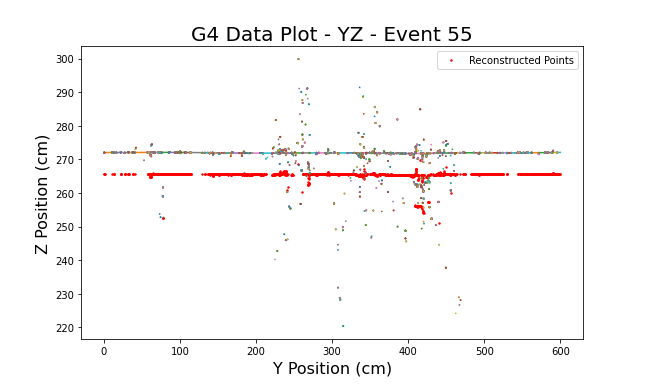 G4 Data Plot - YZ - Event 55
Reconstructed Points
300
290
280
270
260
250
240
230
220
Z Position (cm)
0 100 200 300 400 500 600
Y Position (cm)